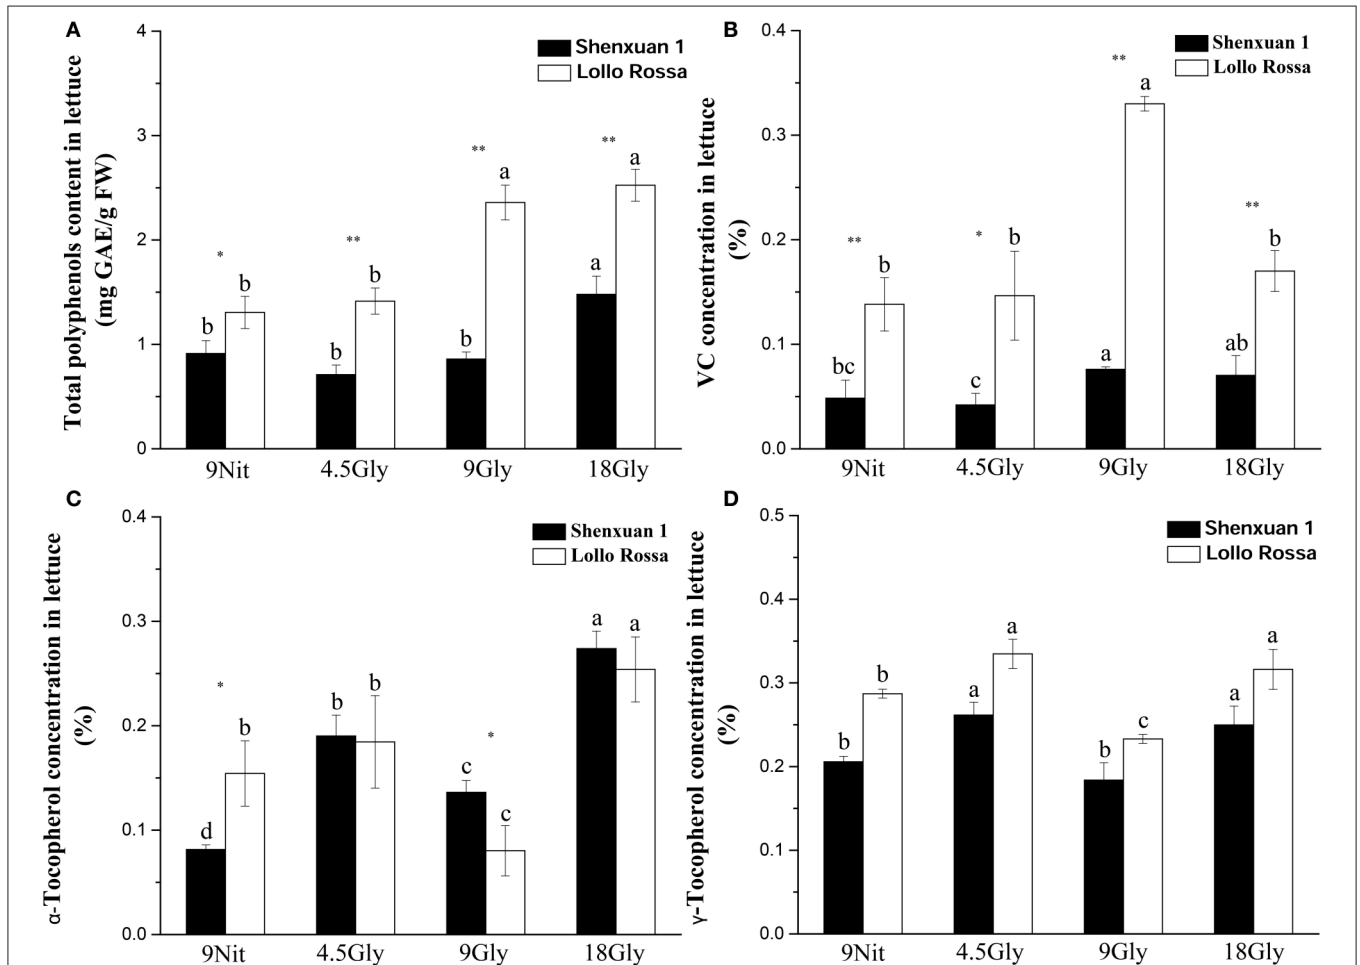 A
Total polyphenols content in lettuce
(mg GAE/g FW)
4
3
2
1
0
Shenxuan 1
Lollo Rossa
*
**
**
**
b
b
b
b
b
a
a
a
9Nit
4.5Gly
9Gly
18Gly
B
VC concentration in lettuce
(%)
0.4
0.3
0.2
0.1
0.0
Shenxuan 1
Lollo Rossa
**
*
**
**
bc
b
c
b
a
a
ab
b
9Nit
4.5Gly
9Gly
18Gly
C
α-Tocopherol concentration in lettuce
(%)
0.4
0.3
0.2
0.1
0.0
Shenxuan 1
Lollo Rossa
*
*
d
b
b
b
c
c
a
a
9Nit
4.5Gly
9Gly
18Gly
D
γ-Tocopherol concentration in lettuce
(%)
0.5
0.4
0.3
0.2
0.1
0.0
Shenxuan 1
Lollo Rossa
b
b
a
a
b
c
a
a
9Nit
4.5Gly
9Gly
18Gly